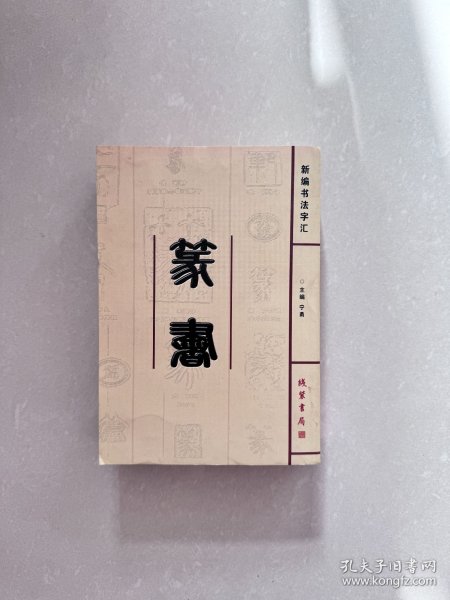 新编书法字汇
○主编 宁勇
线装书局
篆書
孔夫子旧书网
www.kongfz.com